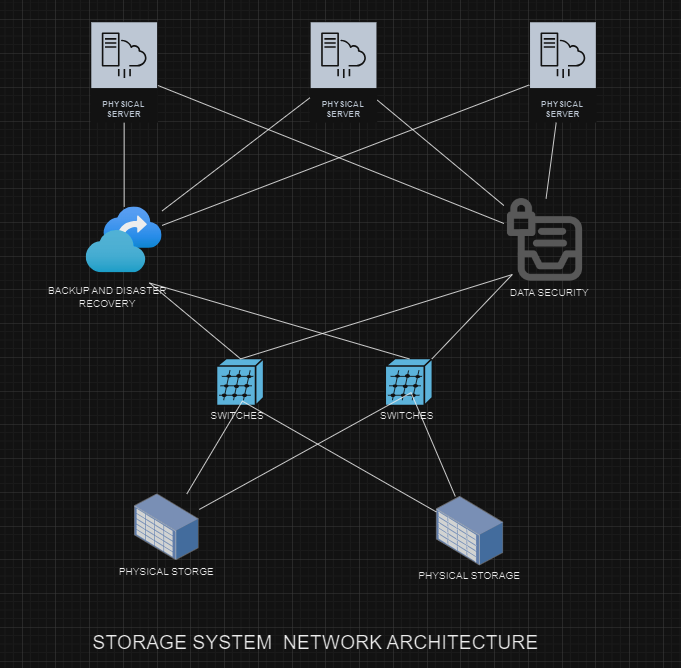 PHYSICAL
SERVER
PHYSICAL
SERVER
PHYSICAL
SERVER
BACKUP AND DISASTER
RECOVERY
DATA SECURITY
SWITCHES
SWITCHES
PHYSICAL STORGE
PHYSICAL STORAGE
STORAGE SYSTEM  NETWORK ARCHITECTURE